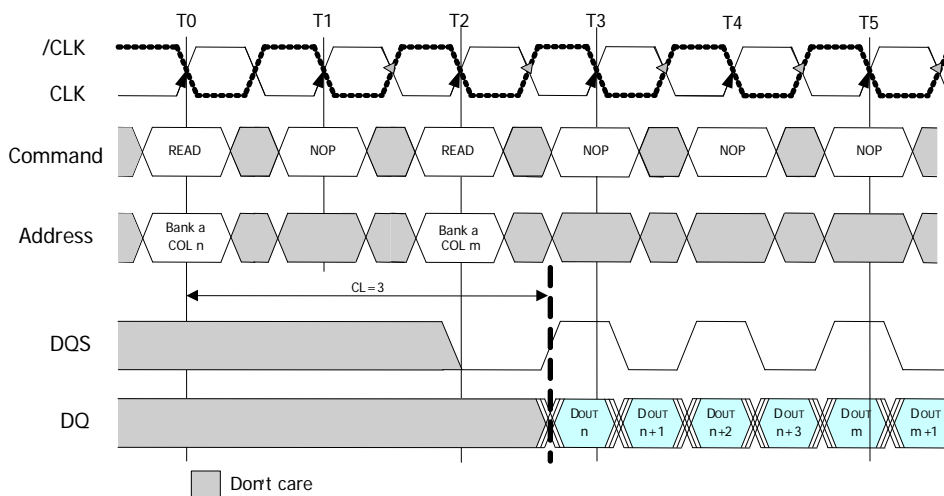 T0 T1 T2 T3 T4 T5
/CLK
CLK
Command READ NOP READ NOP NOP NOP
Address Bank a COL n Bank a COL m
CL=3
DQS
DQ DOUT n DOUT n+1 DOUT n+2 DOUT n+3 DOUT m DOUT m+1
Don't care